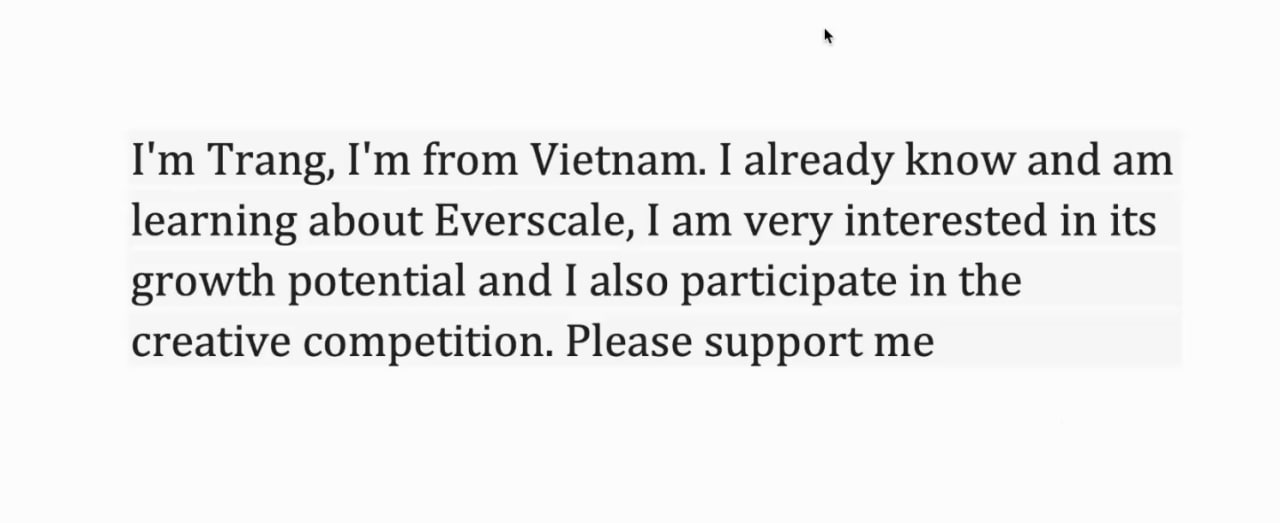 I'm Trang, I'm from Vietnam. I already know and am
learning about Everscale, I am very interested in its
growth potential and I also participate in the
creative competition. Please support me